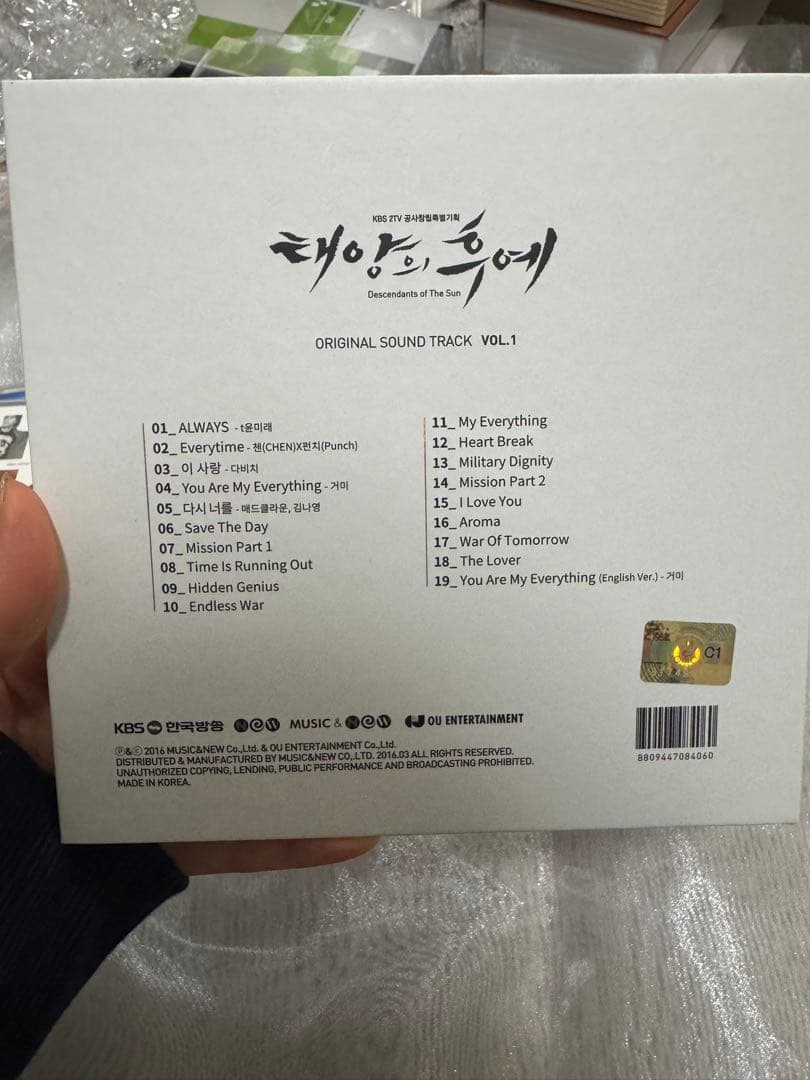 KBS 2TV 공사창립특별기획
태양의 후예
Descendants of The Sun
ORIGINAL SOUND TRACK VOL.1
01_ ALWAYS - t윤미래
02_ Everytime - 첸(CHEN)X펀치(Punch)
03_ 이 사랑 - 다비치
04_ You Are My Everything - 거미
05_ 다시 너를 - 매드클라운, 김나영
06_ Save The Day
07_ Mission Part 1
08_ Time Is Running Out
09_ Hidden Genius
10_ Endless War
11_ My Everything
12_ Heart Break
13_ Military Dignity
14_ Mission Part 2
15_ I Love You
16_ Aroma
17_ War Of Tomorrow
18_ The Lover
19_ You Are My Everything (English Ver.) - 거미
C1
KBS 한국방송 NEW MUSIC & NEW OU ENTERTAINMENT
8809447084060
℗&© 2016 MUSIC&NEW Co.,Ltd. & OU ENTERTAINMENT Co.,Ltd.
DISTRIBUTED & MANUFACTURED BY MUSIC&NEW CO,.LTD. 2016.03 ALL RIGHTS RESERVED.
UNAUTHORIZED COPYING, LENDING, PUBLIC PERFORMANCE AND BROADCASTING PROHIBITED.
MADE IN KOREA.